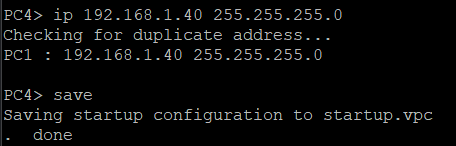 PC4> ip 192.168.1.40 255.255.255.0
Checking for duplicate address...
PC1 : 192.168.1.40 255.255.255.0
PC4> save
Saving startup configuration to startup.vpc
.  done